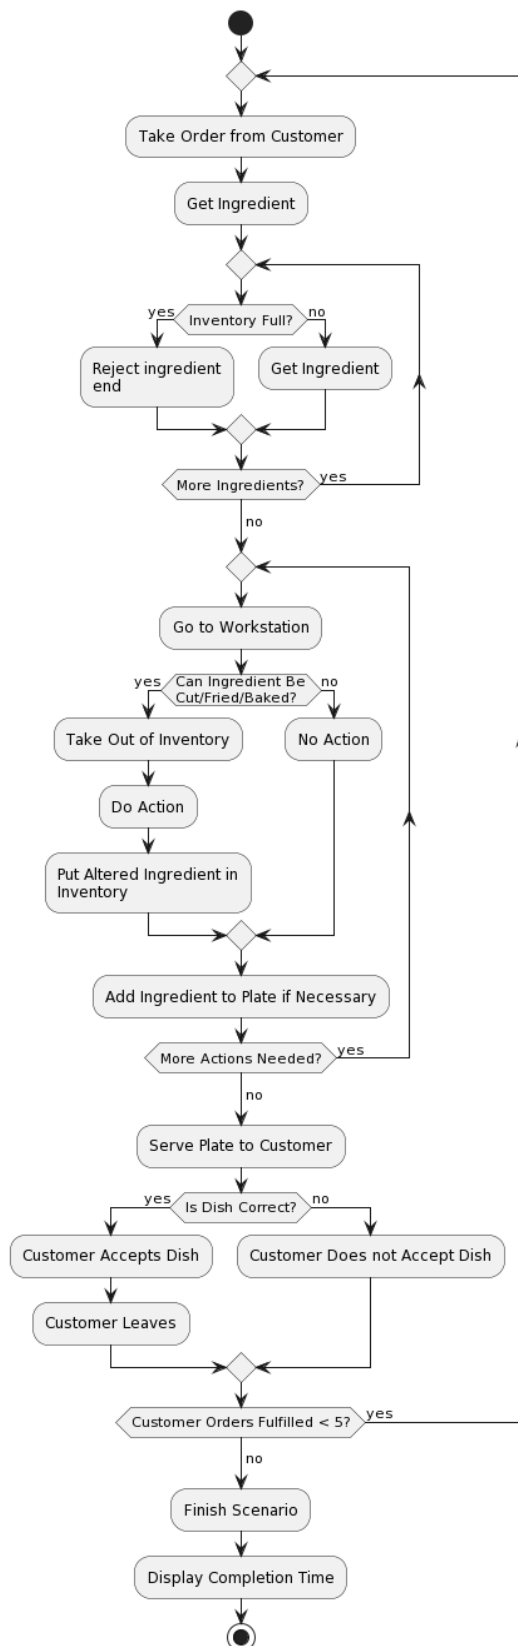 Take Order from Customer
Get Ingredient
yes
Inventory Full?
no
Reject ingredient
end
Get Ingredient
More Ingredients?
yes
no
Go to Workstation
yes
Can Ingredient Be
Cut/Fried/Baked?
no
Take Out of Inventory
No Action
Do Action
Put Altered Ingredient in
Inventory
Add Ingredient to Plate if Necessary
More Actions Needed?
yes
no
Serve Plate to Customer
yes
Is Dish Correct?
no
Customer Accepts Dish
Customer Does not Accept Dish
Customer Leaves
Customer Orders Fulfilled < 5?
yes
no
Finish Scenario
Display Completion Time